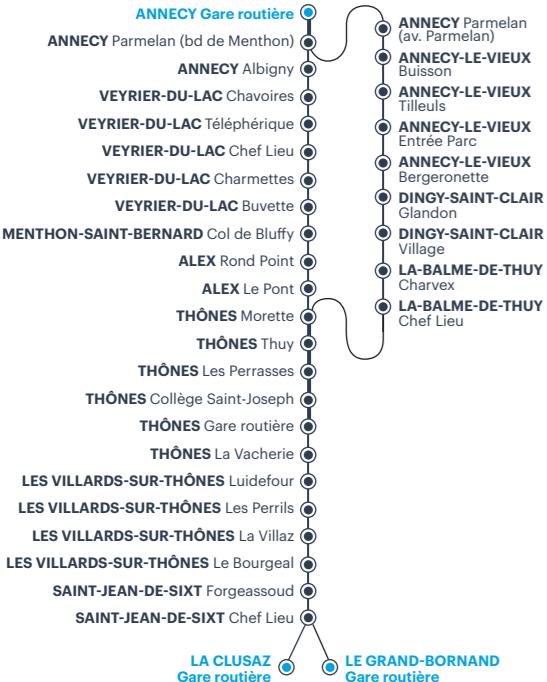 ANNECY Gare routière
ANNECY Parmelan (bd de Menthon)
ANNECY Albigny
VEYRIER-DU-LAC Chavoires
VEYRIER-DU-LAC Téléphérique
VEYRIER-DU-LAC Chef Lieu
VEYRIER-DU-LAC Charmettes
VEYRIER-DU-LAC Buvette
MENTHON-SAINT-BERNARD Col de Bluffy
ALEX Rond Point
ALEX Le Pont
THÔNES Morette
THÔNES Thuy
THÔNES Les Perrasses
THÔNES Collège Saint-Joseph
THÔNES Gare routière
THÔNES La Vacherie
LES VILLARDS-SUR-THÔNES Luidefour
LES VILLARDS-SUR-THÔNES Les Perrils
LES VILLARDS-SUR-THÔNES La Villaz
LES VILLARDS-SUR-THÔNES Le Bourgeal
SAINT-JEAN-DE-SIXT Forgeassoud
SAINT-JEAN-DE-SIXT Chef Lieu
LA CLUSAZ
Gare routière
LE GRAND-BORNAND
Gare routière
ANNECY Parmelan
(av. Parmelan)
ANNECY-LE-VIEUX
Buisson
ANNECY-LE-VIEUX
Tilleuls
ANNECY-LE-VIEUX
Entrée Parc
ANNECY-LE-VIEUX
Bergeronette
DINGY-SAINT-CLAIR
Glandon
DINGY-SAINT-CLAIR
Village
LA-BALME-DE-THUY
Charvex
LA-BALME-DE-THUY
Chef Lieu